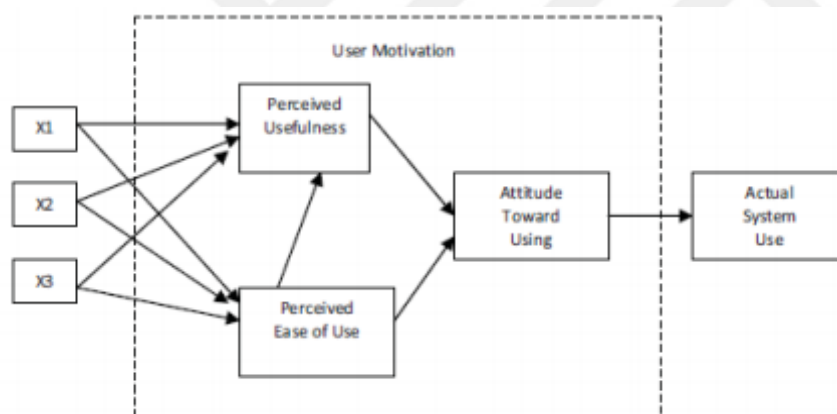 User Motivation
X1
X2
X3
Perceived
Usefulness
Perceived
Ease of Use
Attitude
Toward
Using
Actual
System
Use